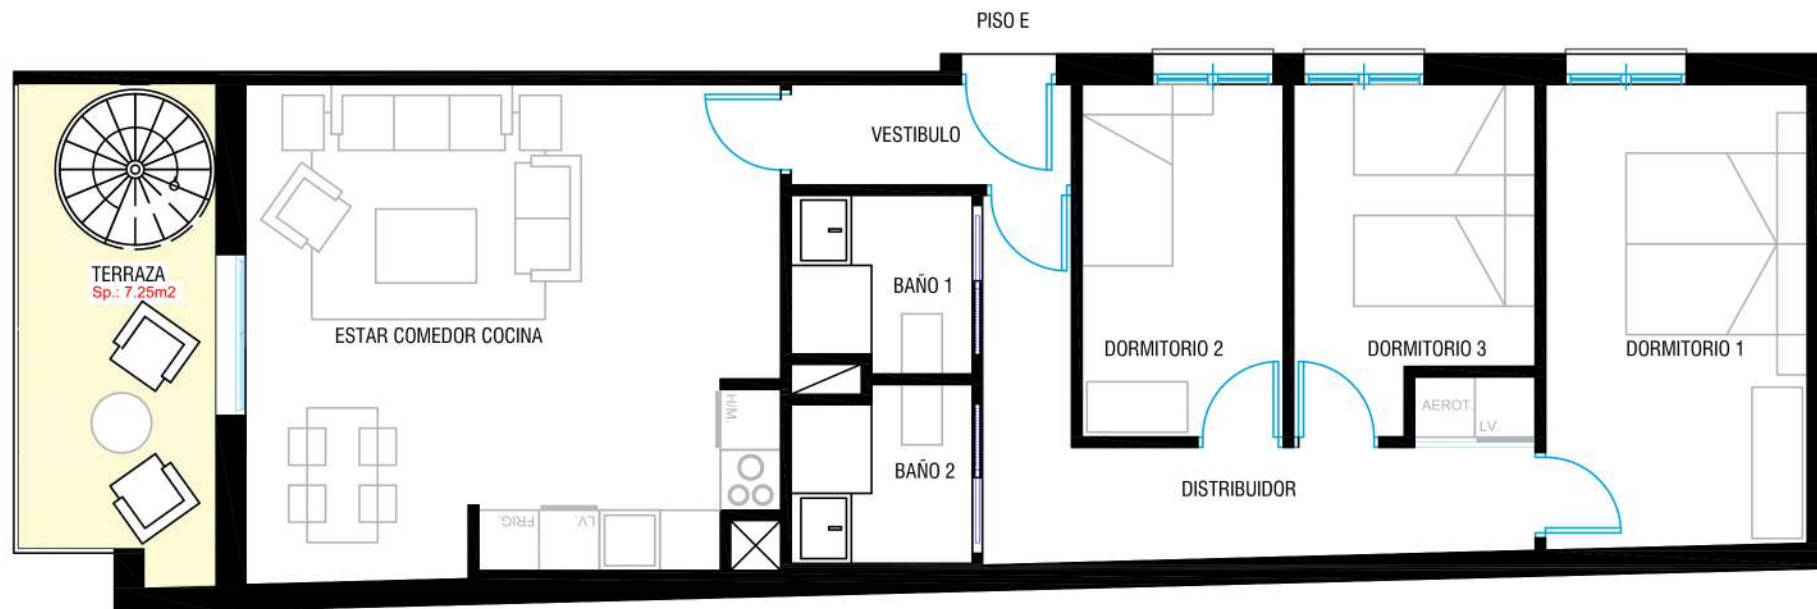 PISO E
VESTIBULO
TERRAZA
Sp.: 7.25m2
BAÑO 1
ESTAR COMEDOR COCINA
DORMITORIO 2
DORMITORIO 3
DORMITORIO 1
H/M.
AEROT.
LV.
BAÑO 2
DISTRIBUIDOR
FRIG.
LV.